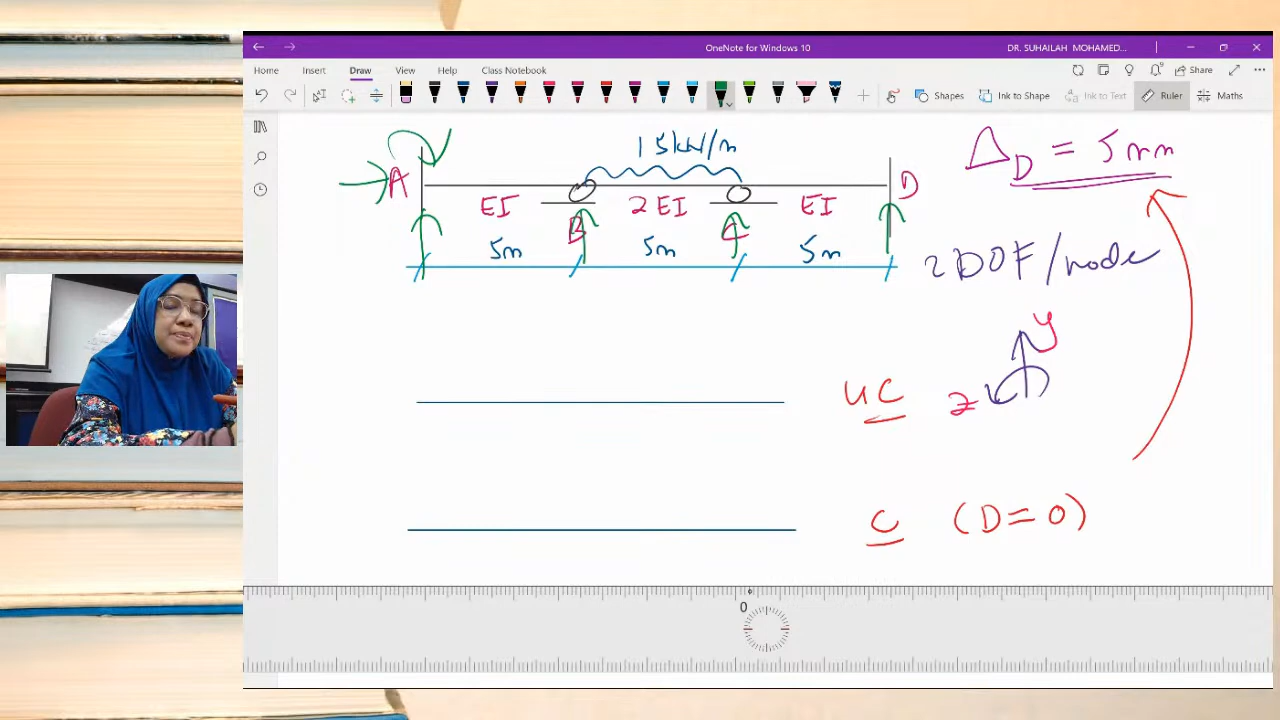 OneNote for Windows 10
DR. SUHAILAH MOHAMED...
Home Insert Draw View Help Class Notebook Share
Shapes Ink to Shape Ink to Text Ruler Maths
15kN/m
A D
EI 2EI EI
B C
5m 5m 5m
ΔD = 5mm
2DOF/node
y
UC z
C (D=0)
0